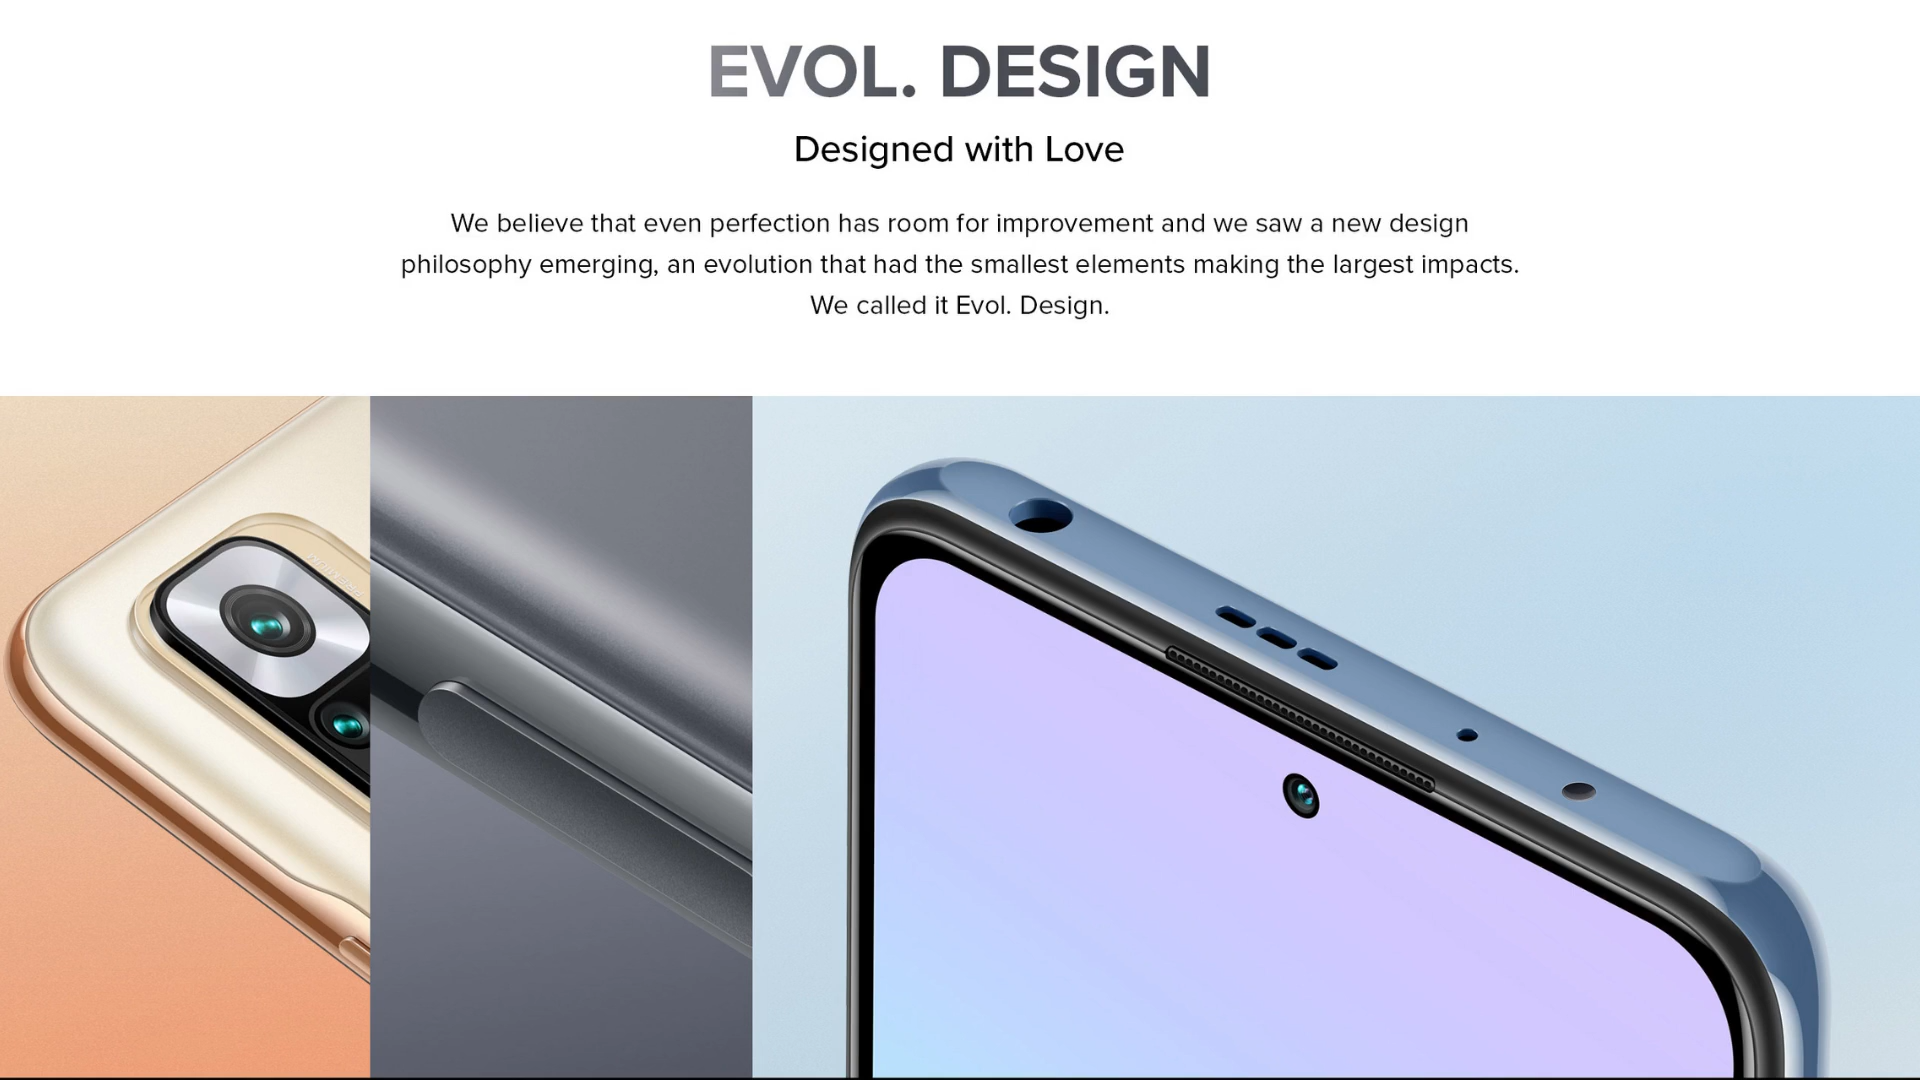 EVOL. DESIGN
Designed with Love
We believe that even perfection has room for improvement and we saw a new design
philosophy emerging, an evolution that had the smallest elements making the largest impacts.
We called it Evol. Design.